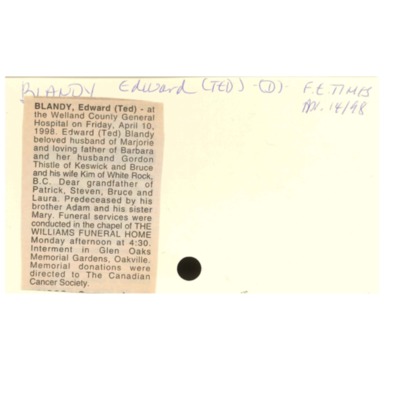 BLANDY Edward (TED) - (D) - F.E. TIMES
Apr. 14/98
BLANDY, Edward (Ted) - at
the Welland County General
Hospital on Friday, April 10,
1998. Edward (Ted) Blandy
beloved husband of Marjorie
and loving father of Barbara
and her husband Gordon
Thistle of Keswick and Bruce
and his wife Kim of White Rock,
B.C. Dear grandfather of
Patrick, Steven, Bruce and
Laura. Predeceased by his
brother Adam and his sister
Mary. Funeral services were
conducted in the chapel of THE
WILLIAMS FUNERAL HOME
Monday afternoon at 4:30.
Interment in Glen Oaks
Memorial Gardens, Oakville.
Memorial donations were
directed to The Canadian
Cancer Society.